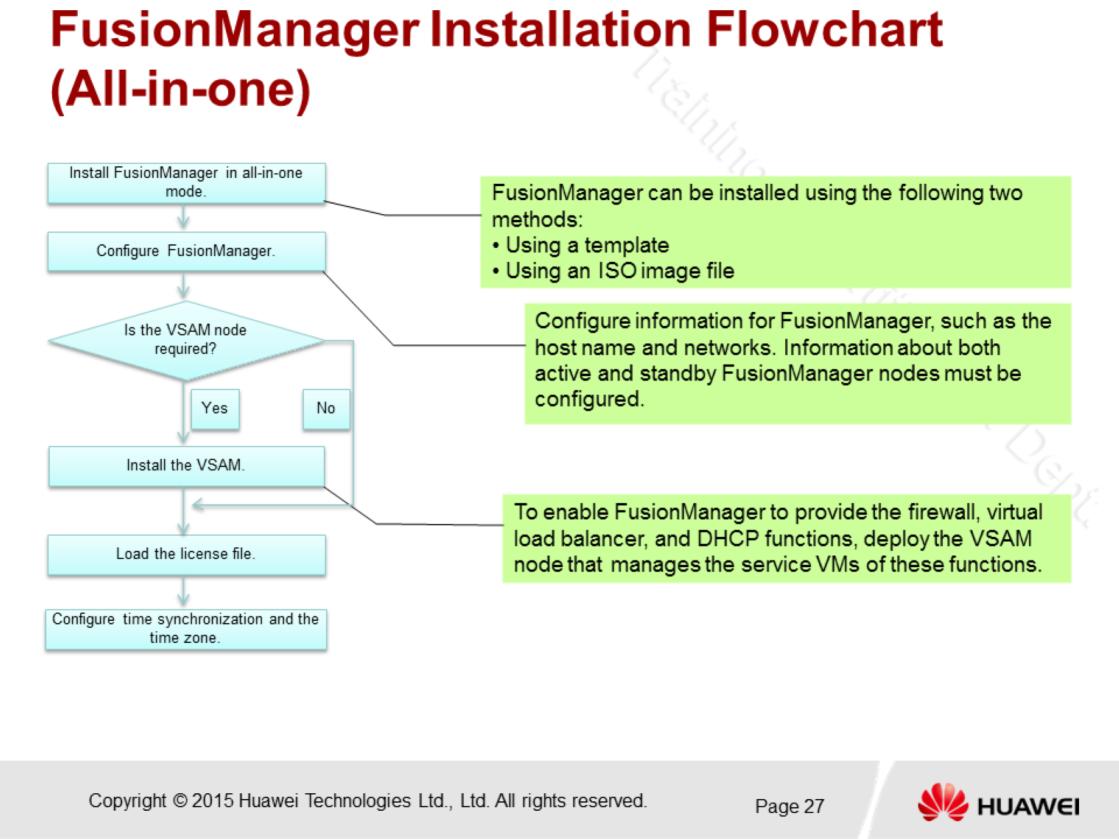 FusionManager Installation Flowchart
(All-in-one)
Install FusionManager in all-in-one
mode.
FusionManager can be installed using the following two
methods:
• Using a template
• Using an ISO image file
Configure FusionManager.
Configure information for FusionManager, such as the
host name and networks. Information about both
active and standby FusionManager nodes must be
configured.
Is the VSAM node
required?
Yes
No
Install the VSAM.
To enable FusionManager to provide the firewall, virtual
load balancer, and DHCP functions, deploy the VSAM
node that manages the service VMs of these functions.
Load the license file.
Configure time synchronization and the
time zone.
Training
Dept.
Copyright © 2015 Huawei Technologies Ltd., Ltd. All rights reserved.
Page 27
HUAWEI